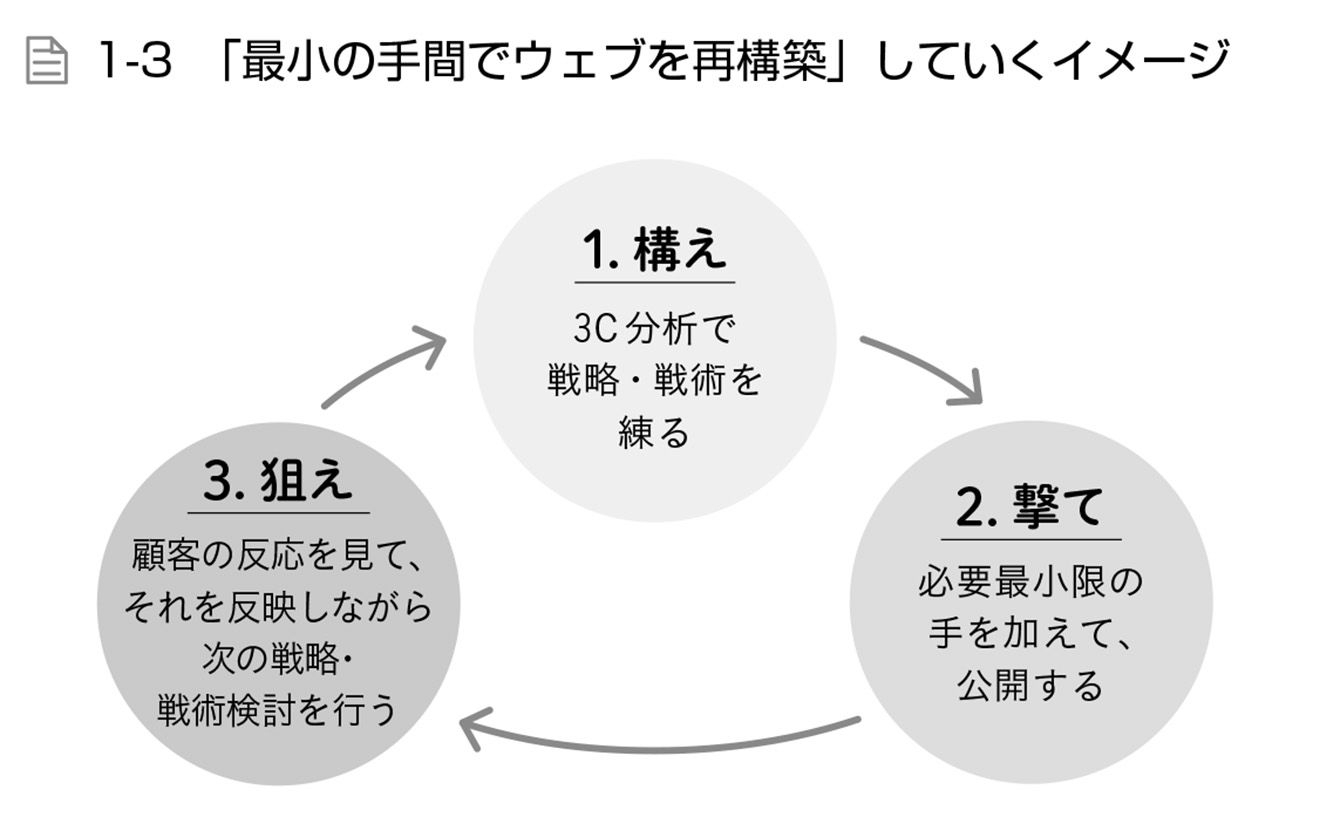 1-3 「最小の手間でウェブを再構築」していくイメージ
1. 構え
3C分析で
戦略・戦術を
練る
2. 撃て
必要最小限の
手を加えて、
公開する
3. 狙え
顧客の反応を見て、
それを反映しながら
次の戦略・
戦術検討を行う